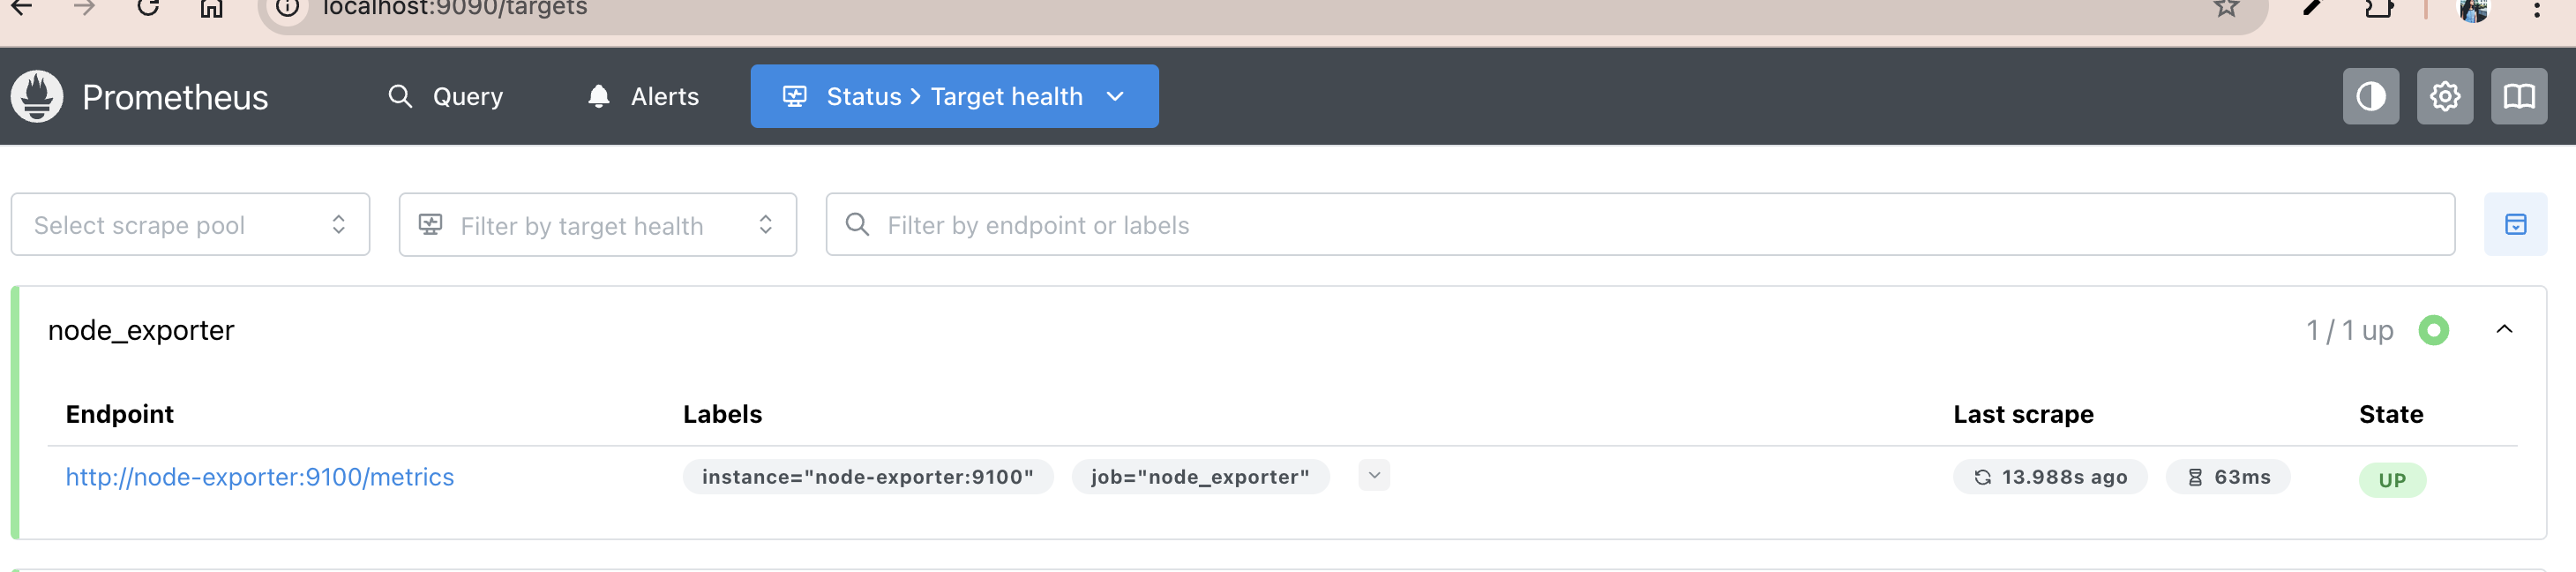 localhost:9090/targets
Prometheus Query Alerts Status > Target health
Select scrape pool Filter by target health Filter by endpoint or labels
node_exporter 1 / 1 up
Endpoint Labels Last scrape State
http://node-exporter:9100/metrics instance="node-exporter:9100" job="node_exporter" 13.988s ago 63ms UP